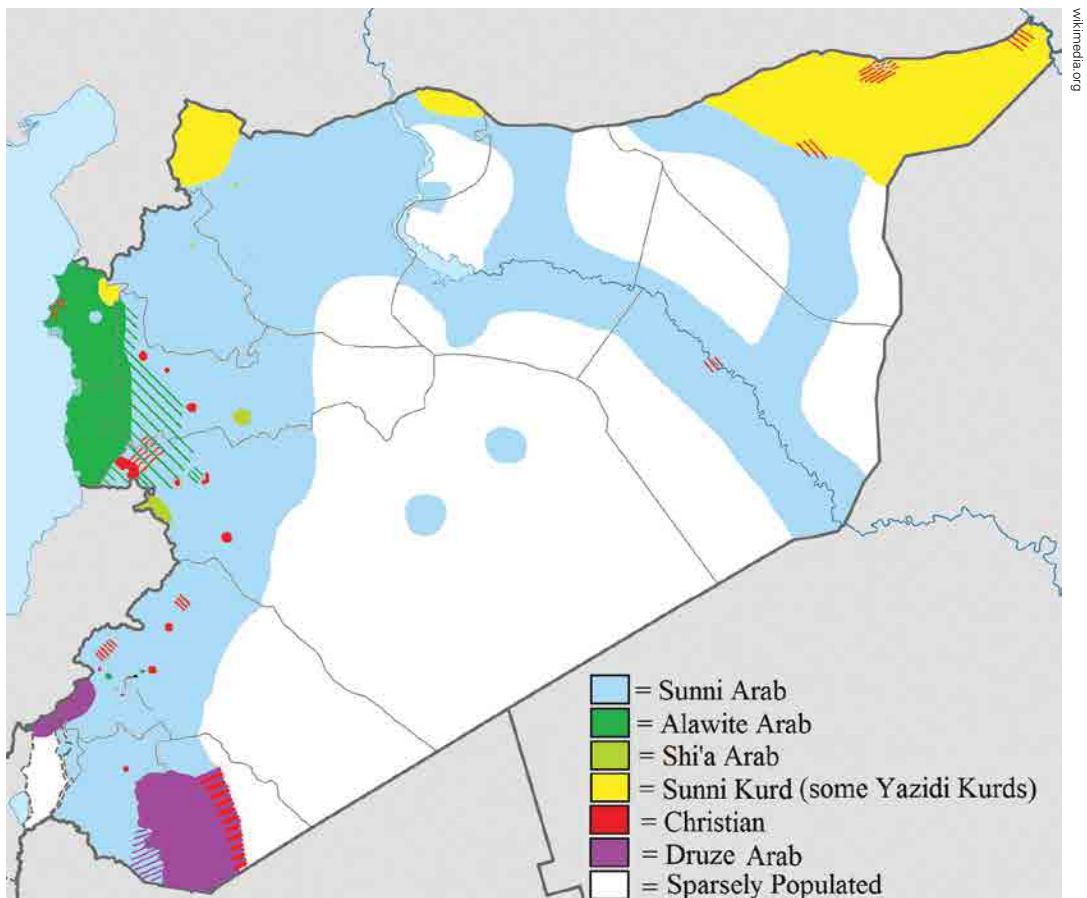 wikimedia.org
= Sunni Arab
= Alawite Arab
= Shi'a Arab
= Sunni Kurd (some Yazidi Kurds)
= Christian
= Druze Arab
= Sparsely Populated